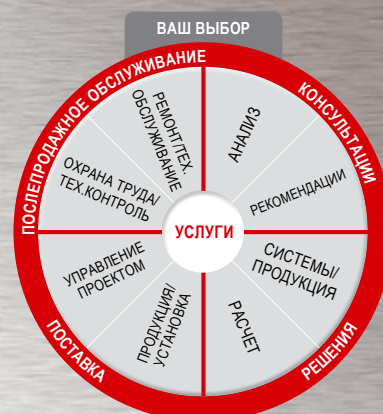 ВАШ ВЫБОР
ПОСЛЕПРОДАЖНОЕ ОБСЛУЖИВАНИЕ
КОНСУЛЬТАЦИИ
РЕМОНТ/ТЕХ.
ОБСЛУЖИВАНИЕ
АНАЛИЗ
ОХРАНА ТРУДА/
ТЕХ.КОНТРОЛЬ
РЕКОМЕНДАЦИИ
УСЛУГИ
УПРАВЛЕНИЕ
ПРОЕКТОМ
СИСТЕМЫ/
ПРОДУКЦИЯ
ПРОДУКЦИЯ/
УСТАНОВКА
РАСЧЕТ
ПОСТАВКА
РЕШЕНИЯ